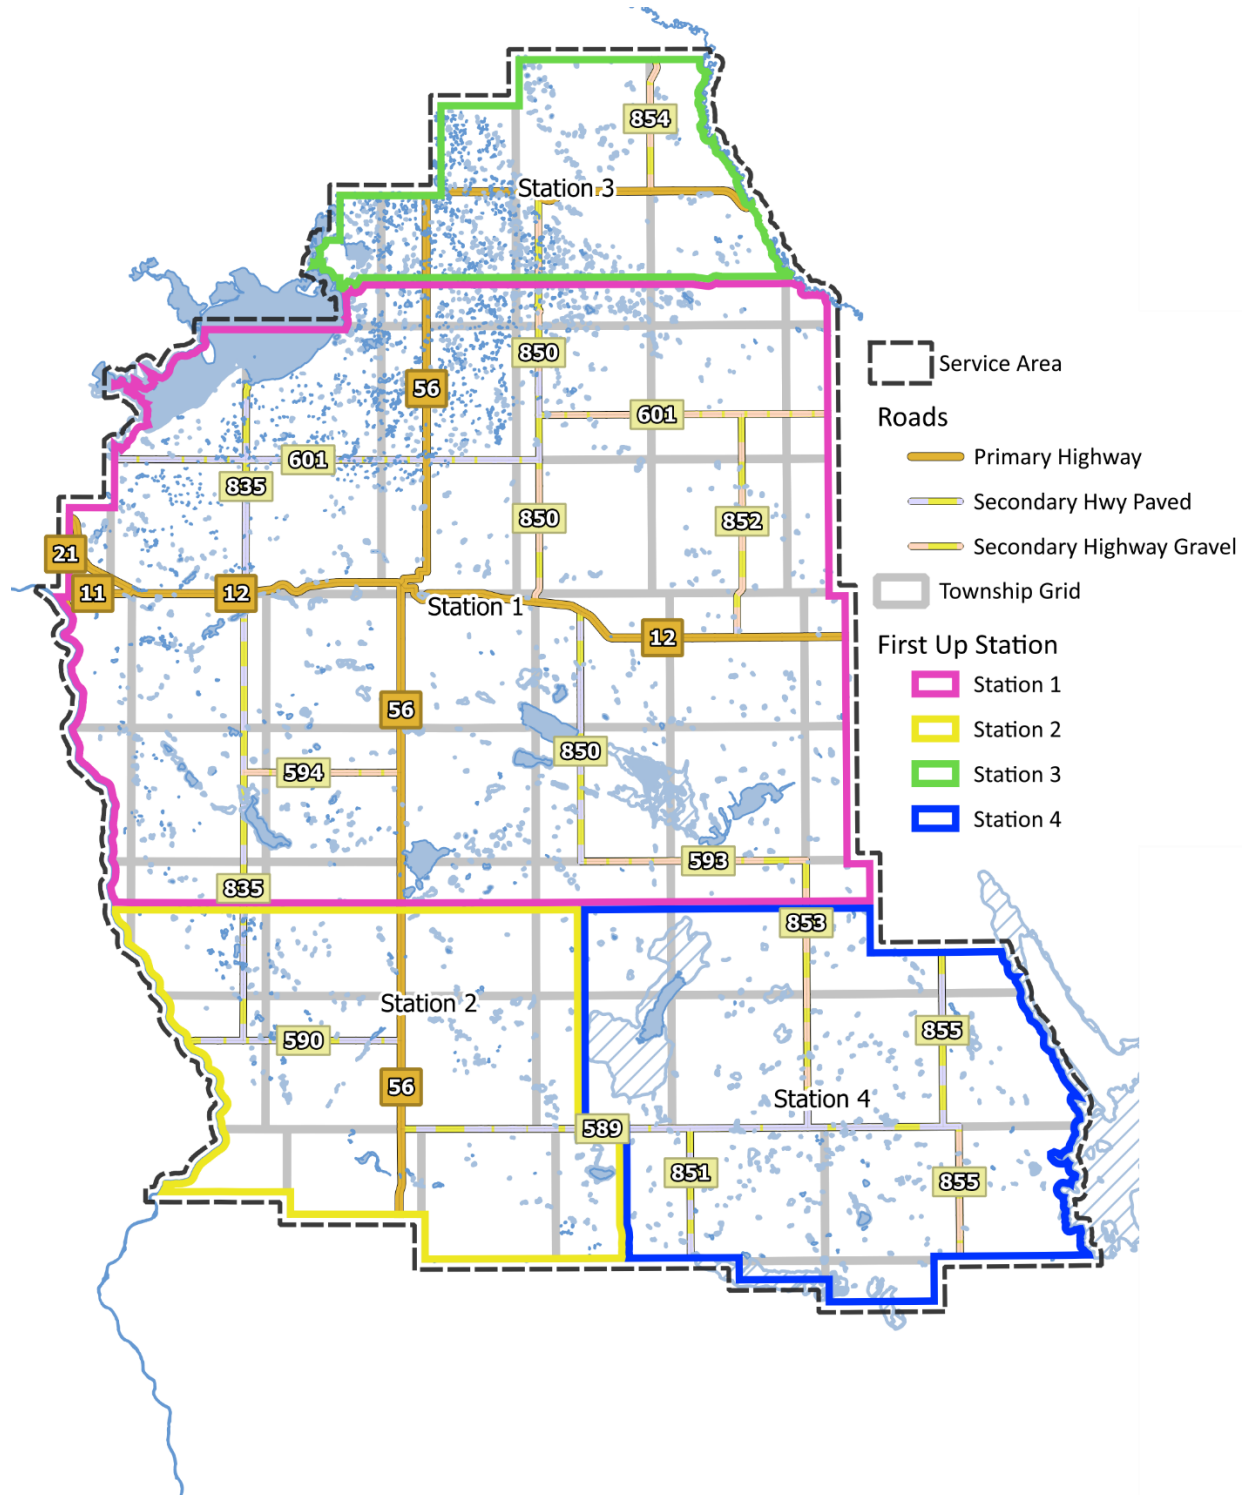 854
Station 3
850
Service Area
56
601
Roads
601
Primary Highway
835
850
852
Secondary Hwy Paved
21
Secondary Highway Gravel
11
12
Station 1
Township Grid
12
First Up Station
Station 1
56
Station 2
850
594
Station 3
Station 4
593
835
853
Station 2
855
590
56
Station 4
589
851
855